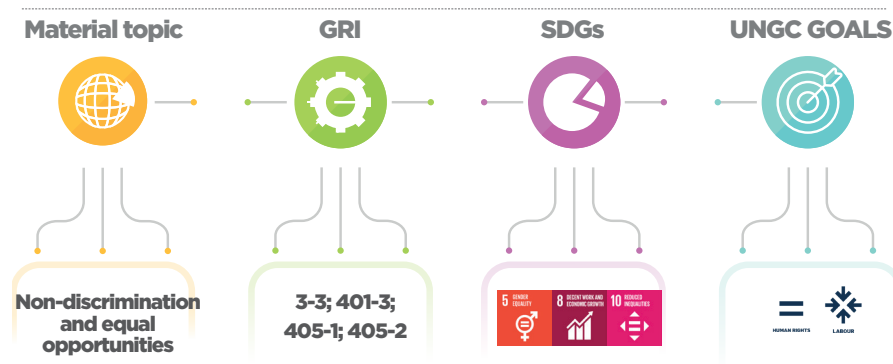 Material topic
GRI
SDGs
UNGC GOALS
Non-discrimination
and equal
opportunities
3-3; 401-3;
405-1; 405-2
5 GENDER
EQUALITY
8 DECENT WORK AND
ECONOMIC GROWTH
10 REDUCED
INEQUALITIES
HUMAN RIGHTS
LABOUR